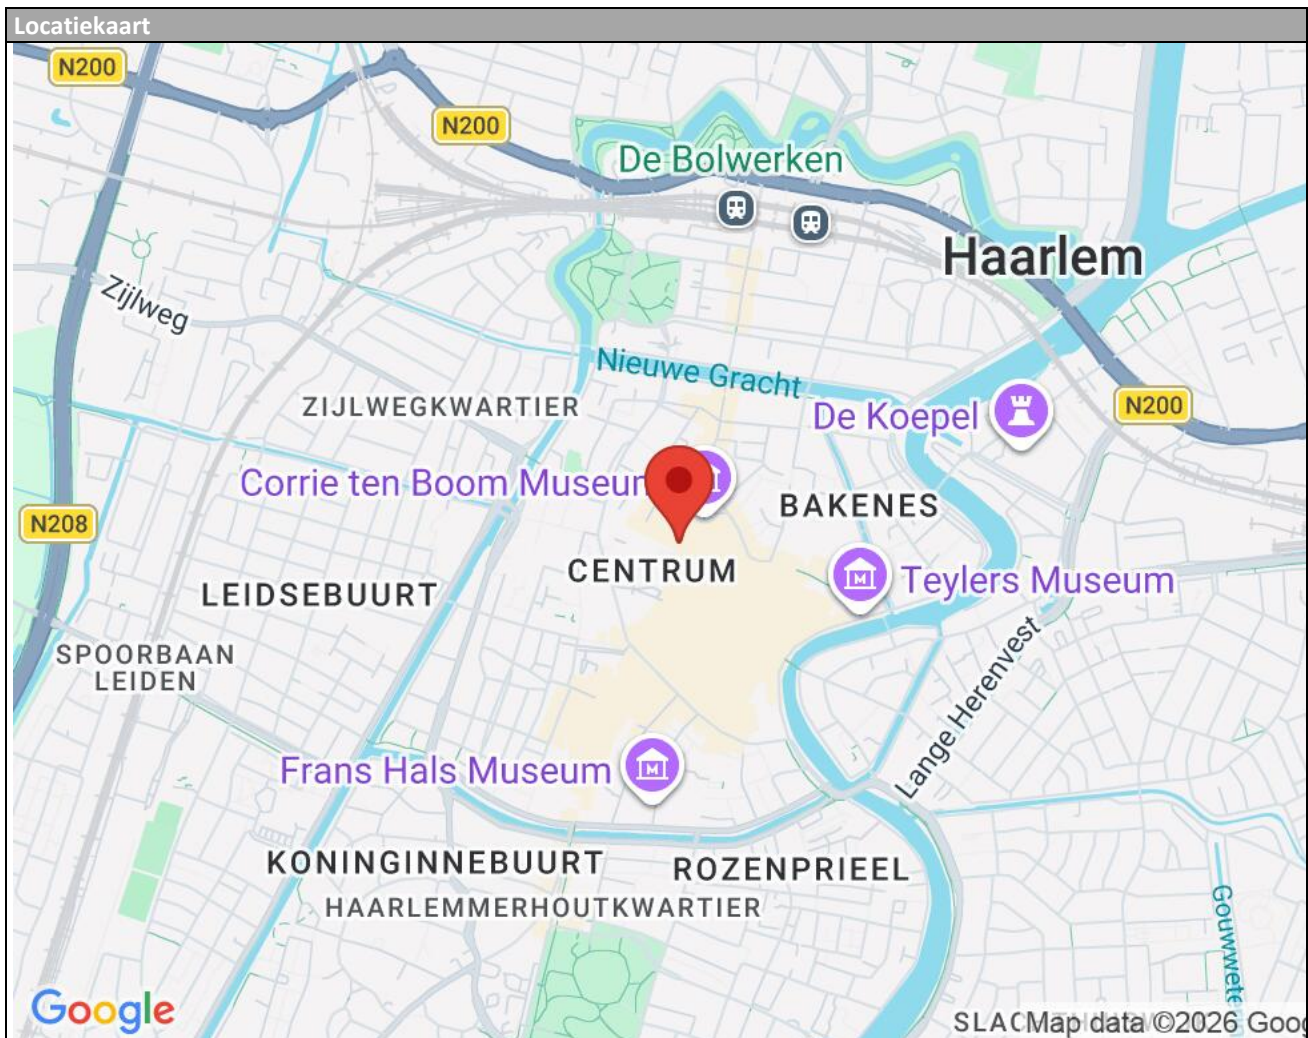 Locatiekaart
N200
N200
De Bolwerken
Haarlem
Zijlweg
Nieuwe Gracht
ZIJLWEGKWARTIER
De Koepel
N200
Corrie ten Boom Museum
BAKENES
N208
CENTRUM
Teylers Museum
LEIDSEBUURT
SPOORBAAN
LEIDEN
Lange Herenvest
Frans Hals Museum
KONINGINNEBUURT
ROZENPRIEEL
HAARLEMMERHOUTKWARTIER
Google
Map data ©2026 Goog